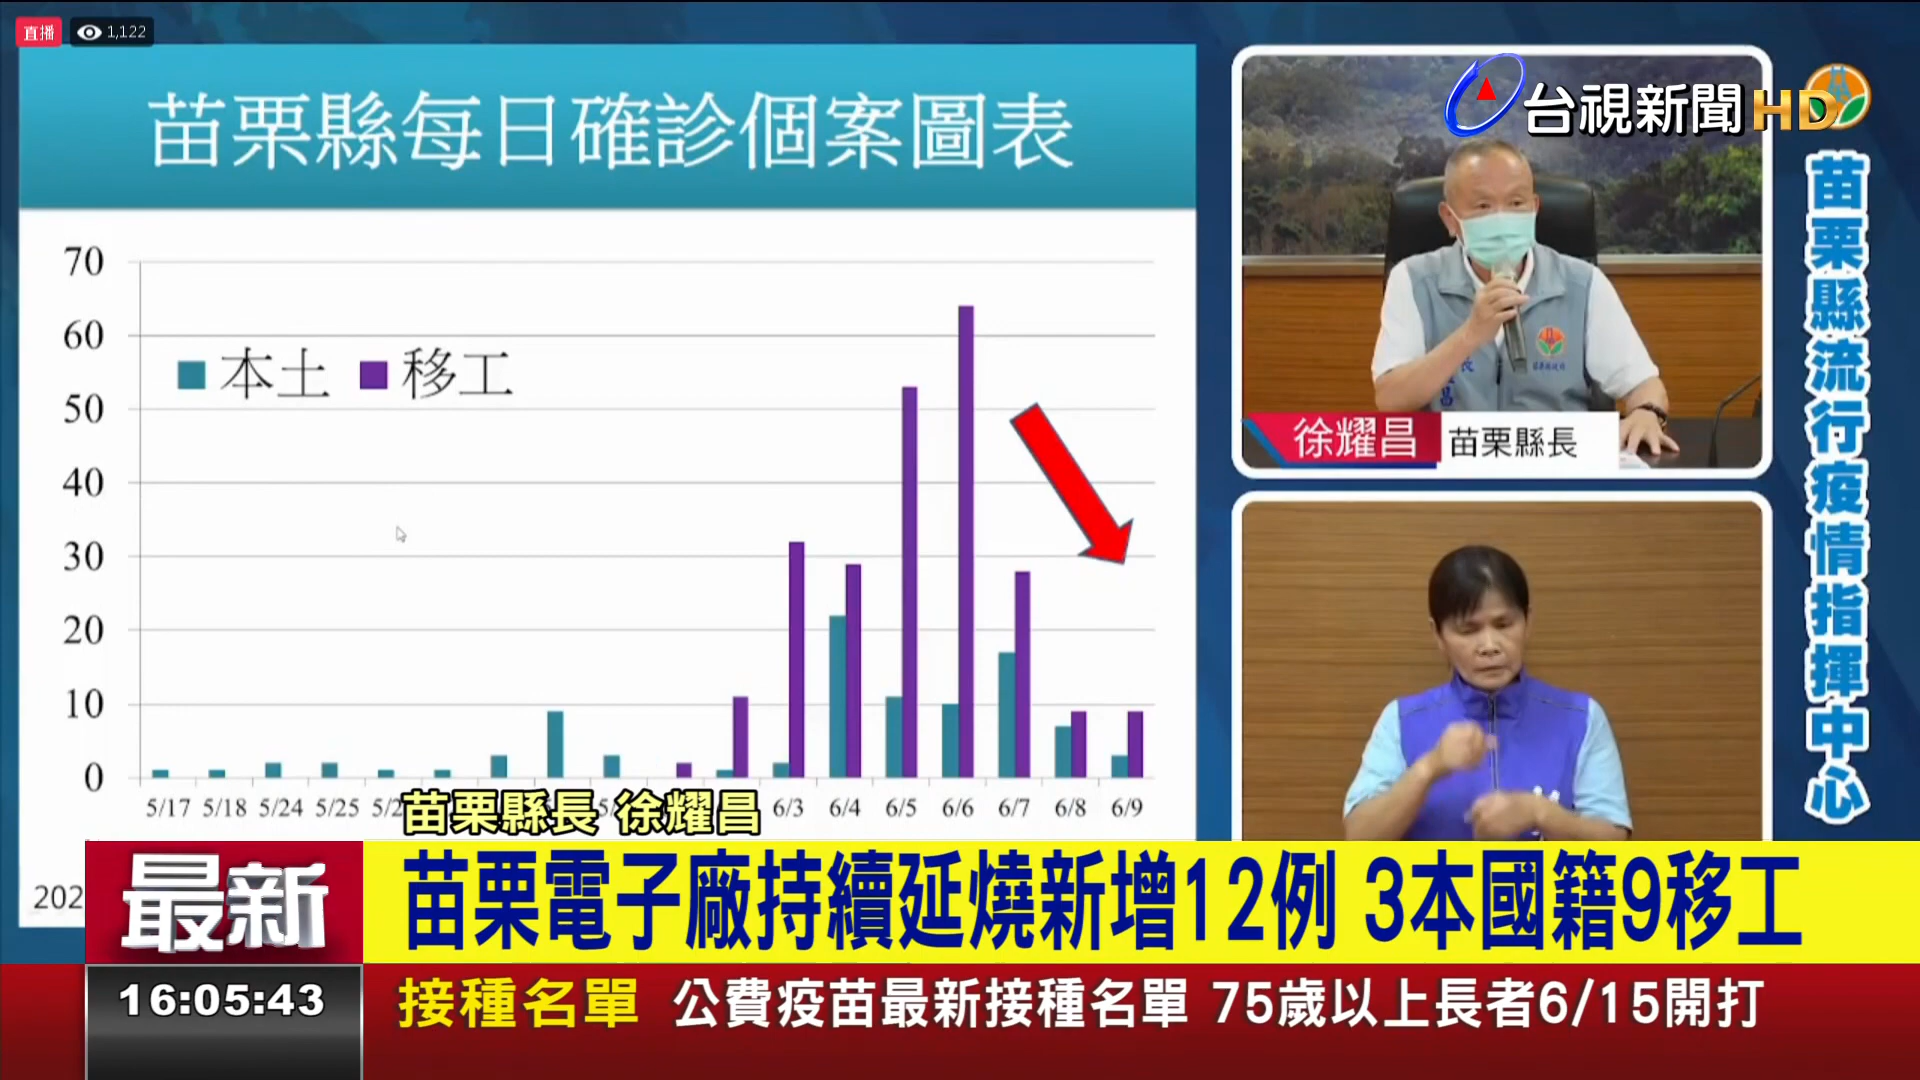 直播 1,122
苗栗縣每日確診個案圖表
70
60
50
40
30
20
10
0
本土 移工
5/17 5/18 5/24 5/25 6/3 6/4 6/5 6/6 6/7 6/8 6/9
台視新聞HD
徐耀昌 苗栗縣長
苗栗縣流行疫情指揮中心
苗栗縣長 徐耀昌
最新
苗栗電子廠持續延燒新增12例 3本國籍9移工
16:05:43
接種名單 公費疫苗最新接種名單 75歲以上長者6/15開打